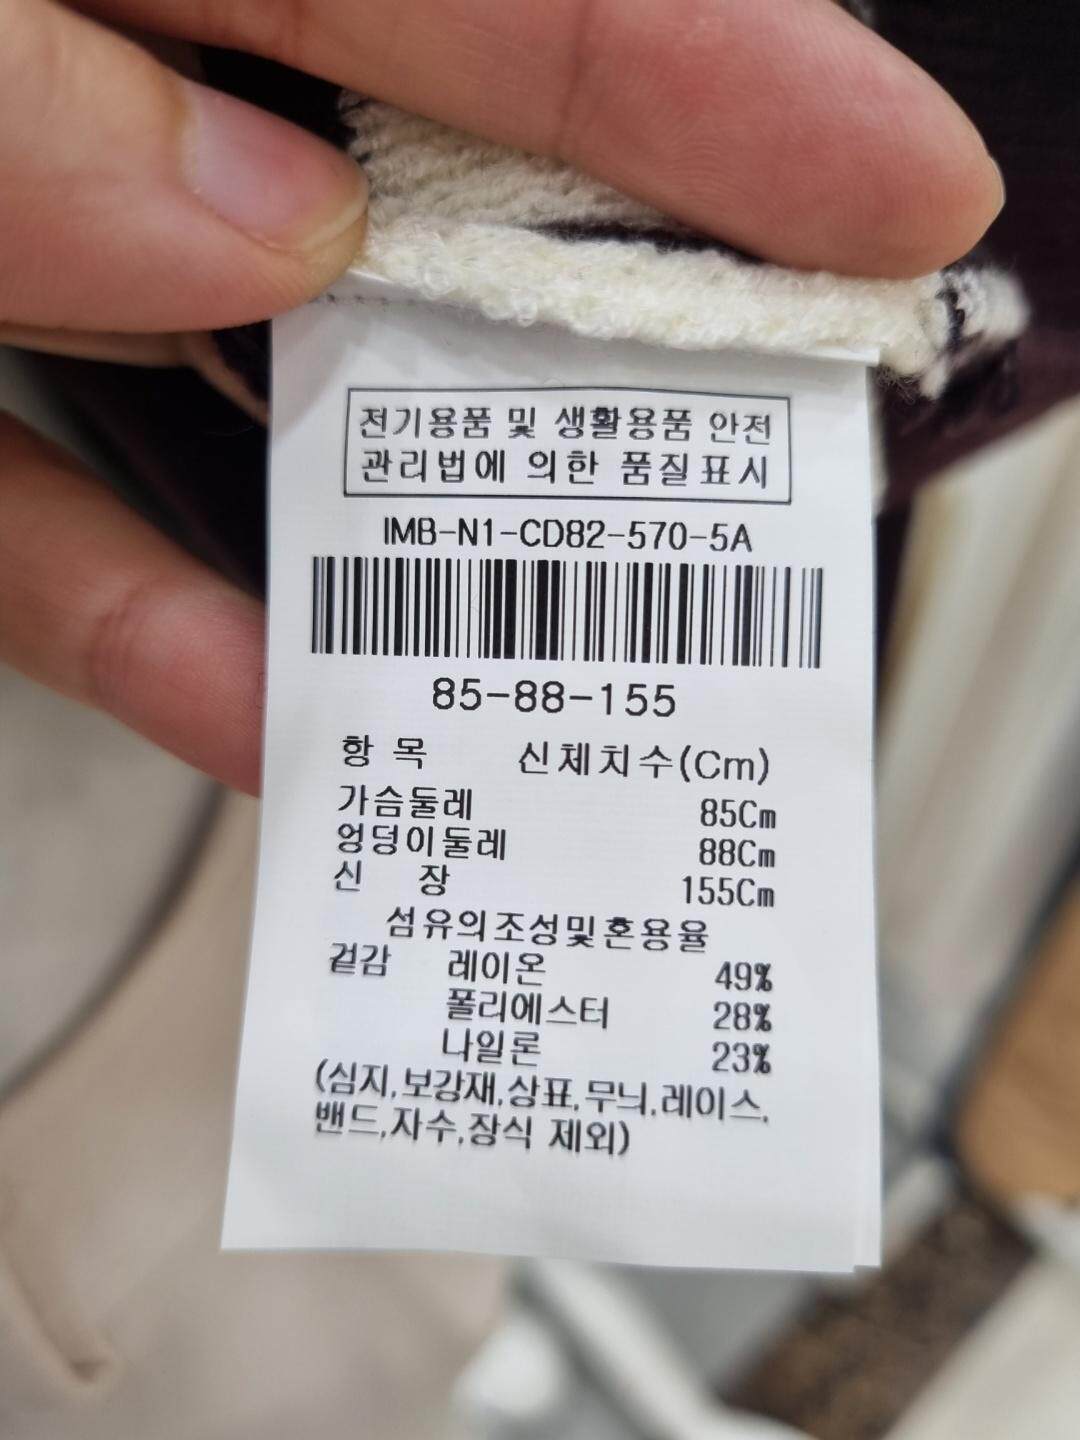 전기용품 및 생활용품 안전
관리법에 의한 품질표시
IMB-N1-CD82-570-5A
85-88-155
항 목 신체치수(Cm)
가슴둘레 85Cm
엉덩이둘레 88Cm
신 장 155Cm
섬유의조성및혼용율
겉감 레이온 49%
폴리에스터 28%
나일론 23%
(심지,보강재,상표,무늬,레이스,
밴드,자수,장식 제외)